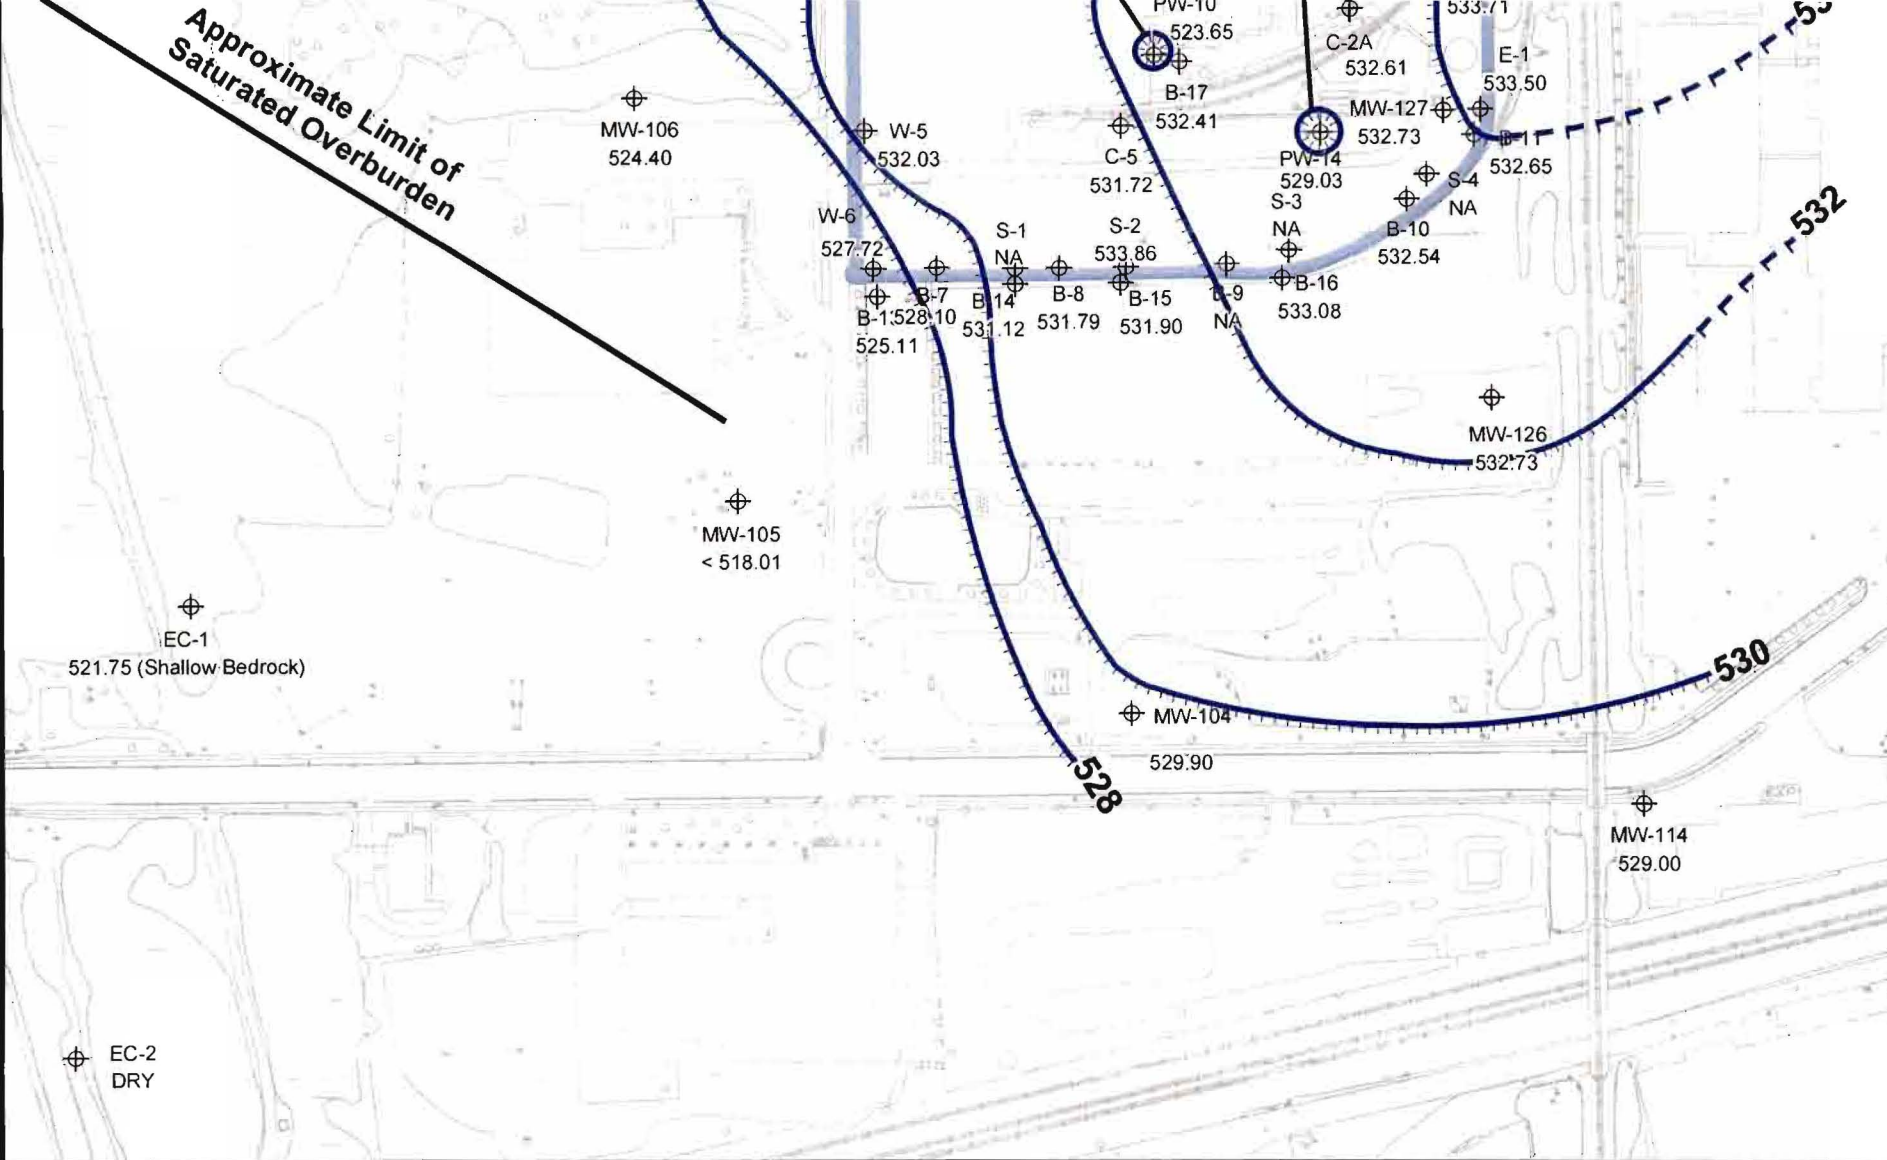 Approximate Limit of
Saturated Overburden
PW-10
523.65
533.71
C-2A
532.61
E-1
533.50
MW-106
524.40
W-5
532.03
B-17
532.41
MW-127
532.73
B-11
532.65
C-5
531.72
PW-14
529.03
S-4
NA
532
W-6
527.72
S-1
NA
S-2
533.86
S-3
NA
B-10
532.54
B-7
528.10
B-14
531.12
B-8
531.79
B-15
531.90
B-9
NA
B-16
533.08
525.11
MW-126
532.73
MW-105
< 518.01
EC-1
521.75 (Shallow Bedrock)
530
MW-104
529.90
528
MW-114
529.00
EC-2
DRY